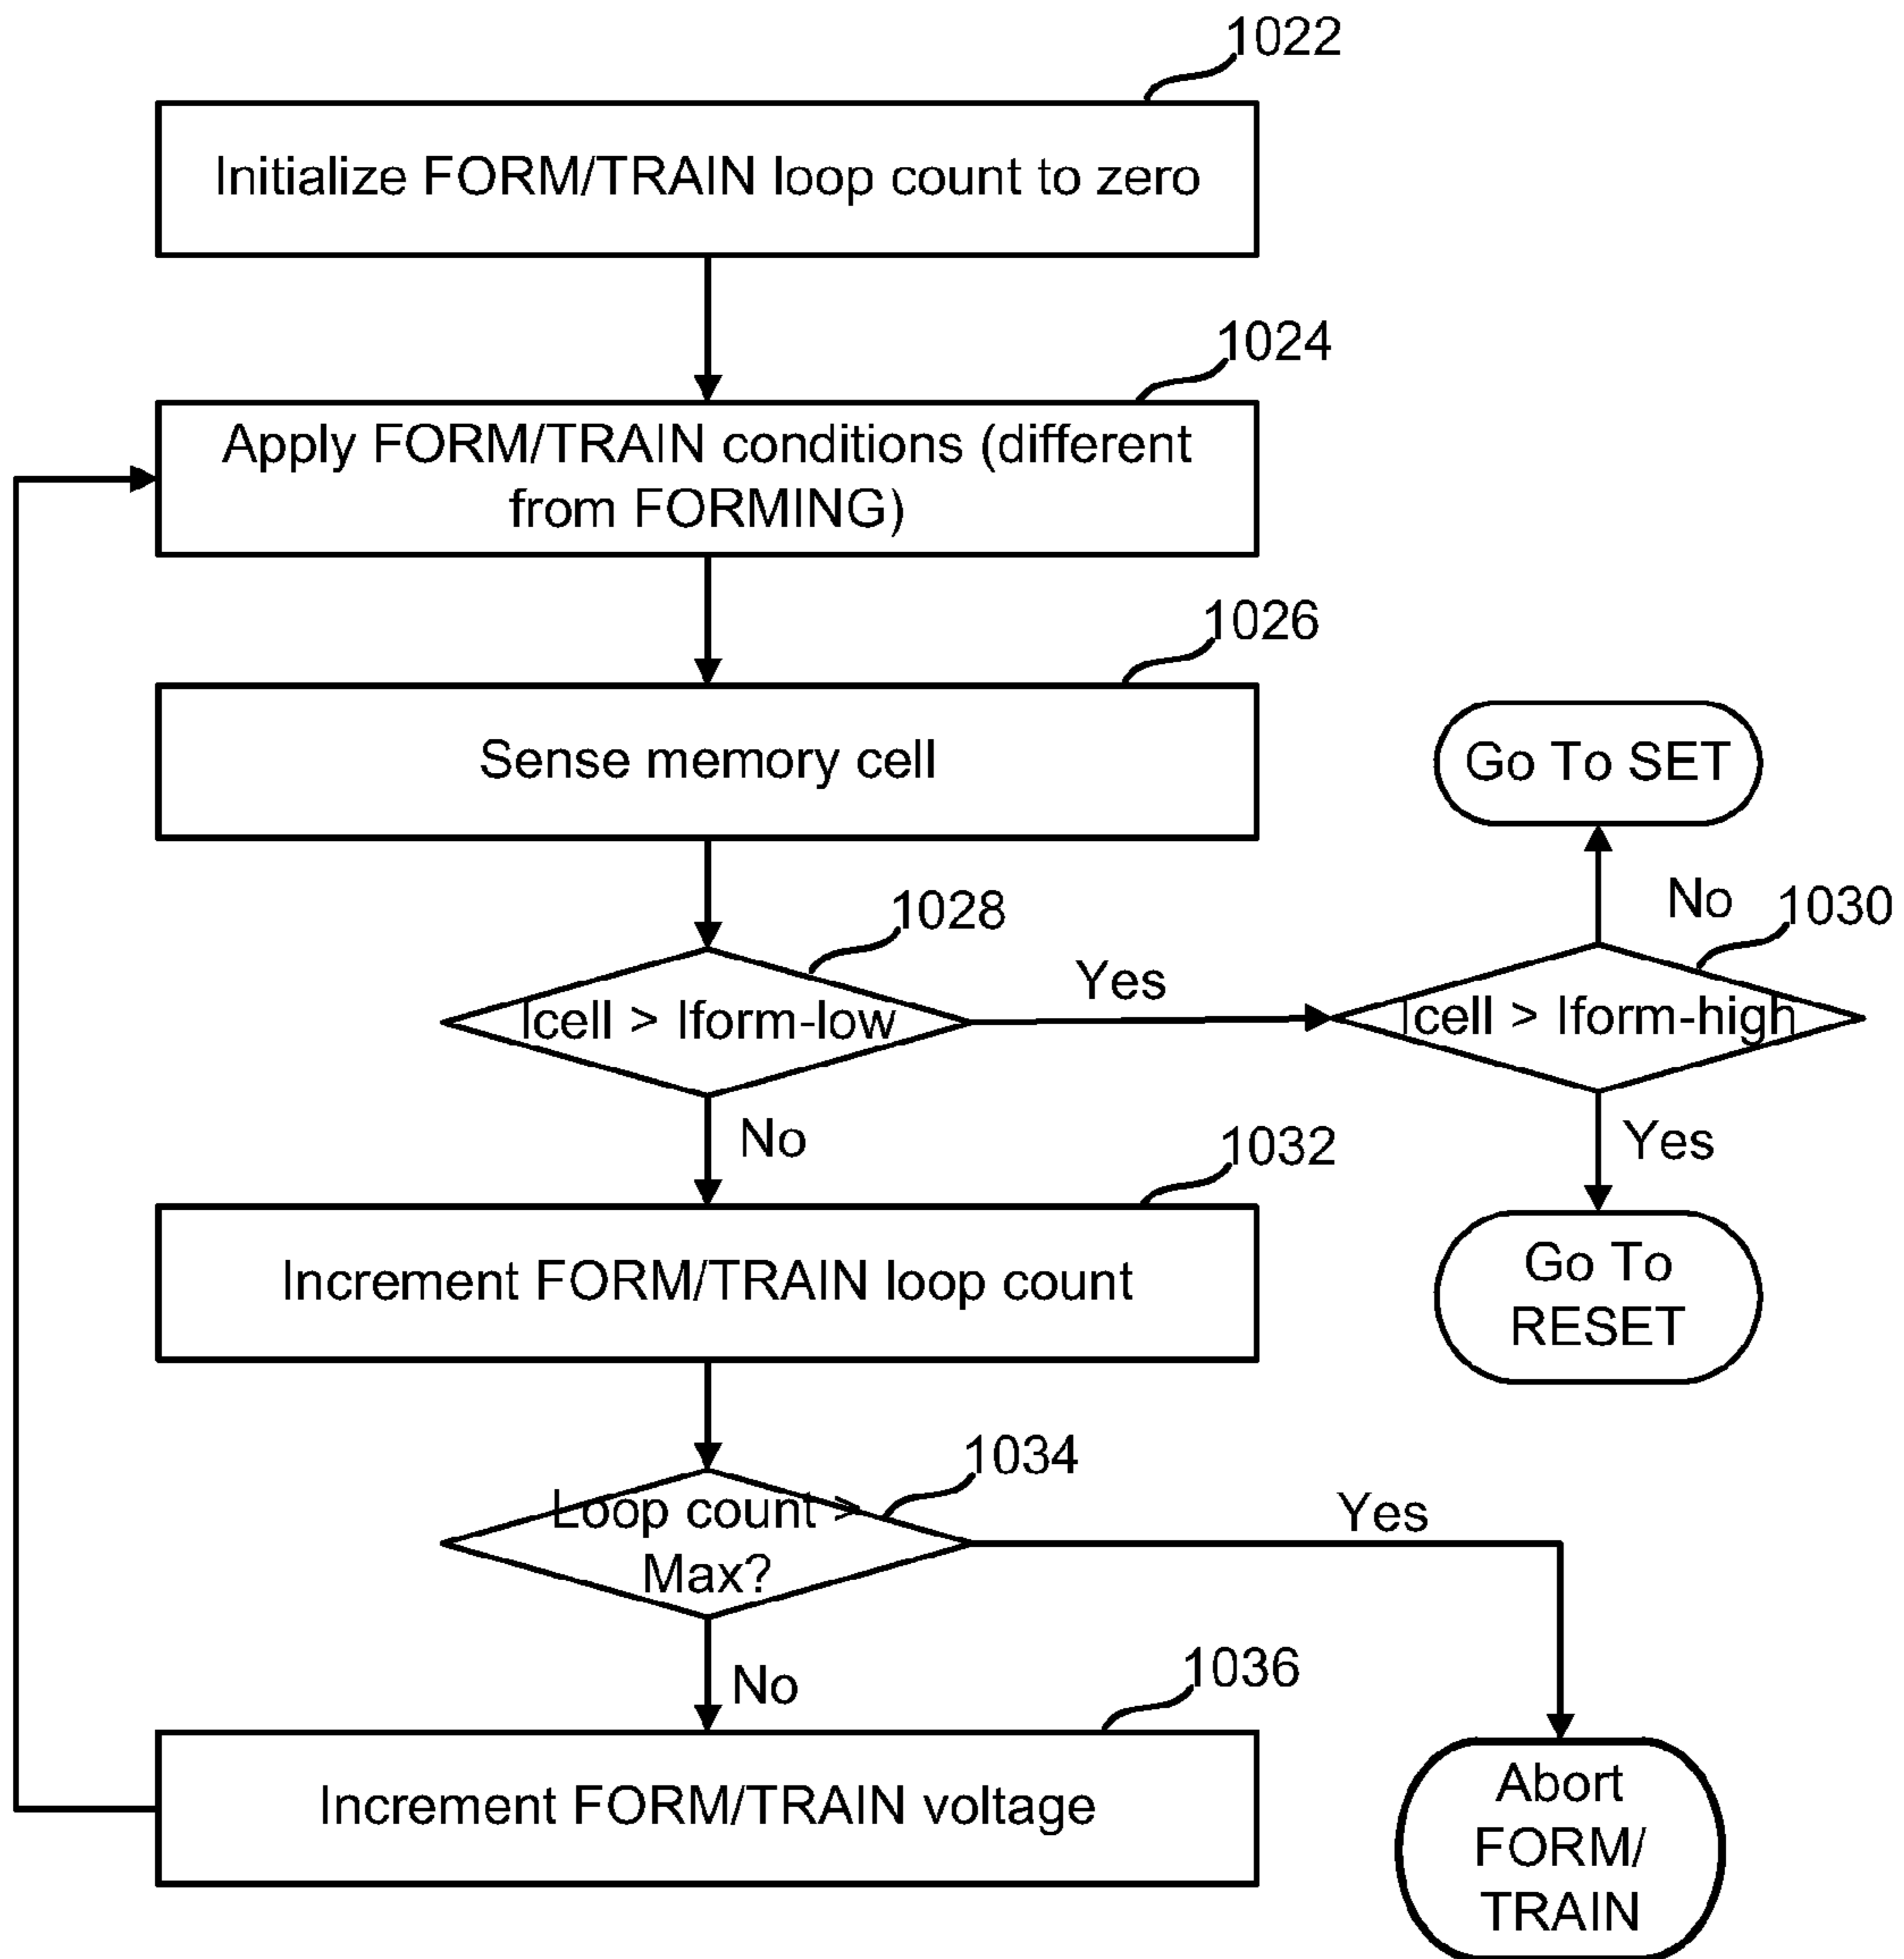 1022
Initialize FORM/TRAIN loop count to zero
1024
Apply FORM/TRAIN conditions (different
from FORMING)
1026
Sense memory cell
Go To SET
1028
Icell > Iform-low
Yes
No
1030
Icell > Iform-high
No
Yes
1032
Increment FORM/TRAIN loop count
Go To
RESET
1034
Loop count >
Max?
Yes
No
1036
Increment FORM/TRAIN voltage
Abort
FORM/
TRAIN